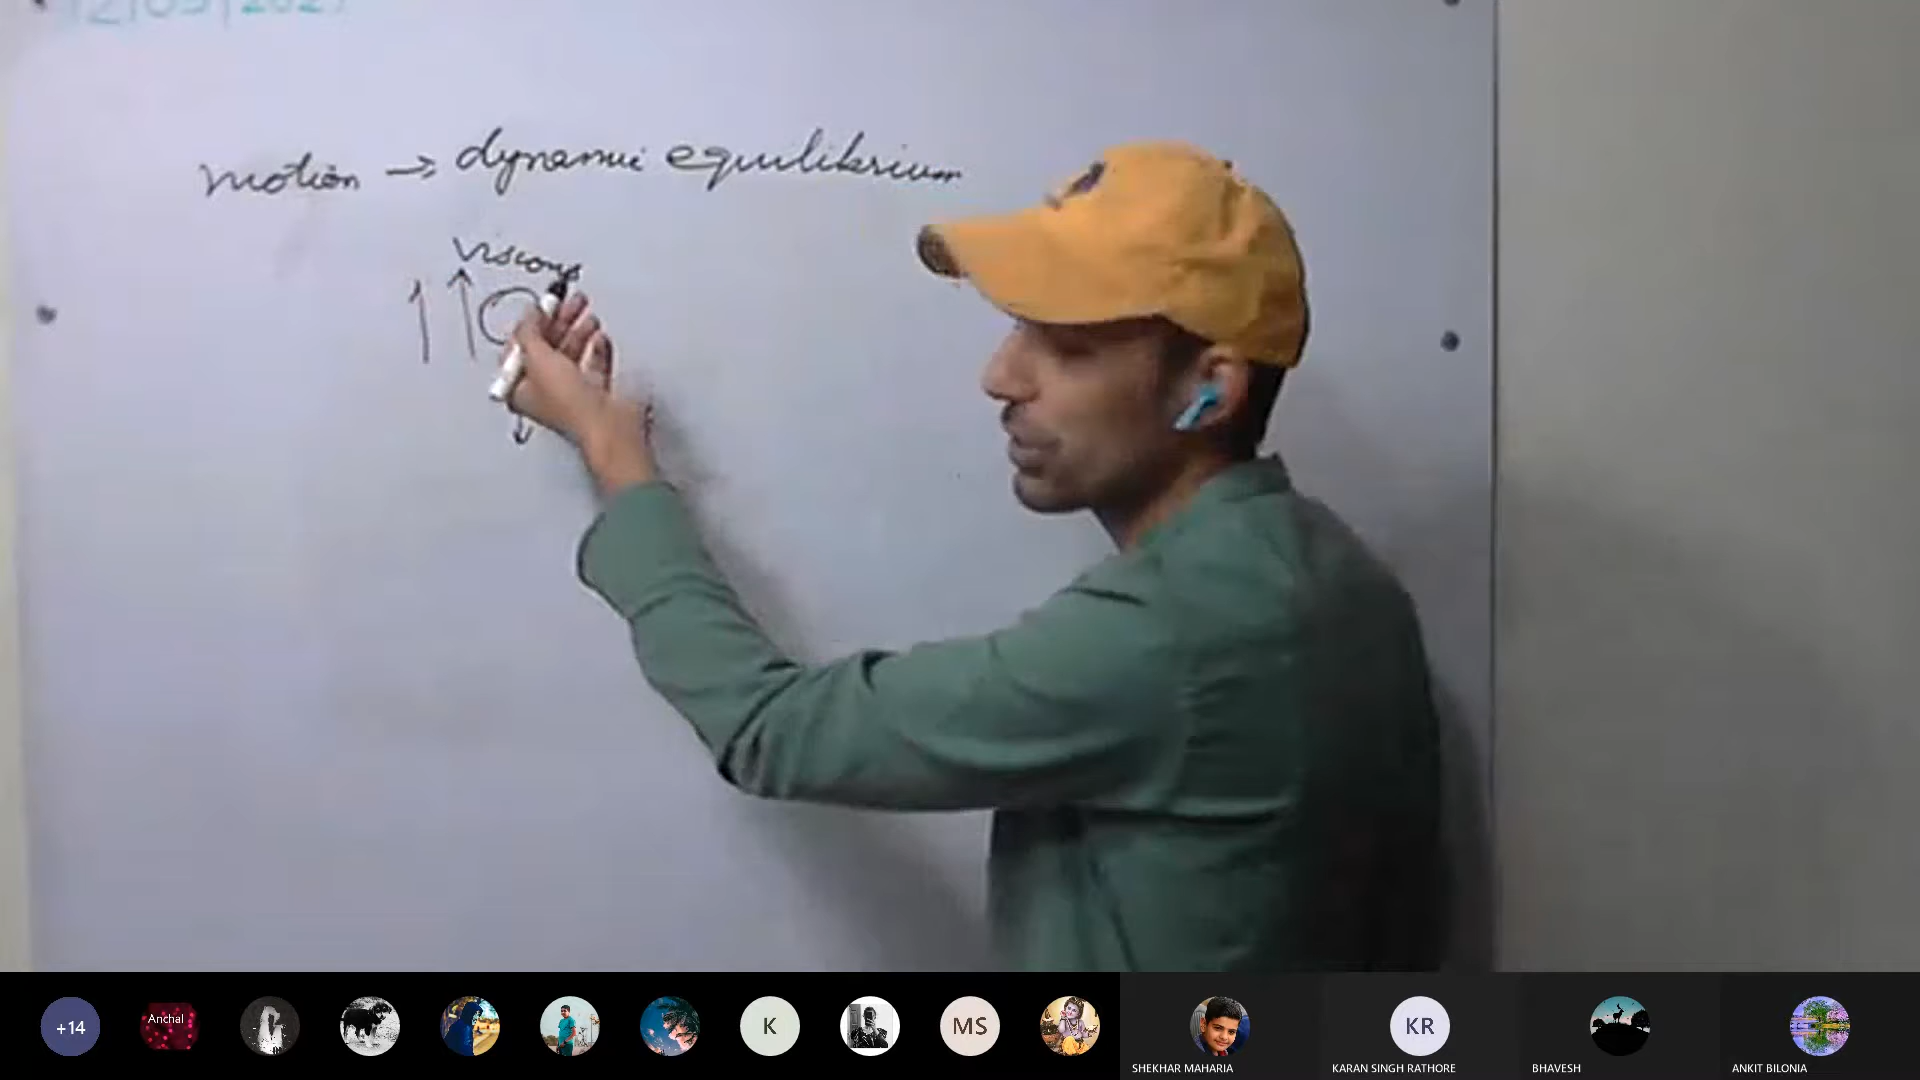 motion → dynamic equilibrium
viscous
+14
Anchal
K
MS
KR
SHEKHAR MAHARIA
KARAN SINGH RATHORE
BHAVESH
ANKIT BILONIA